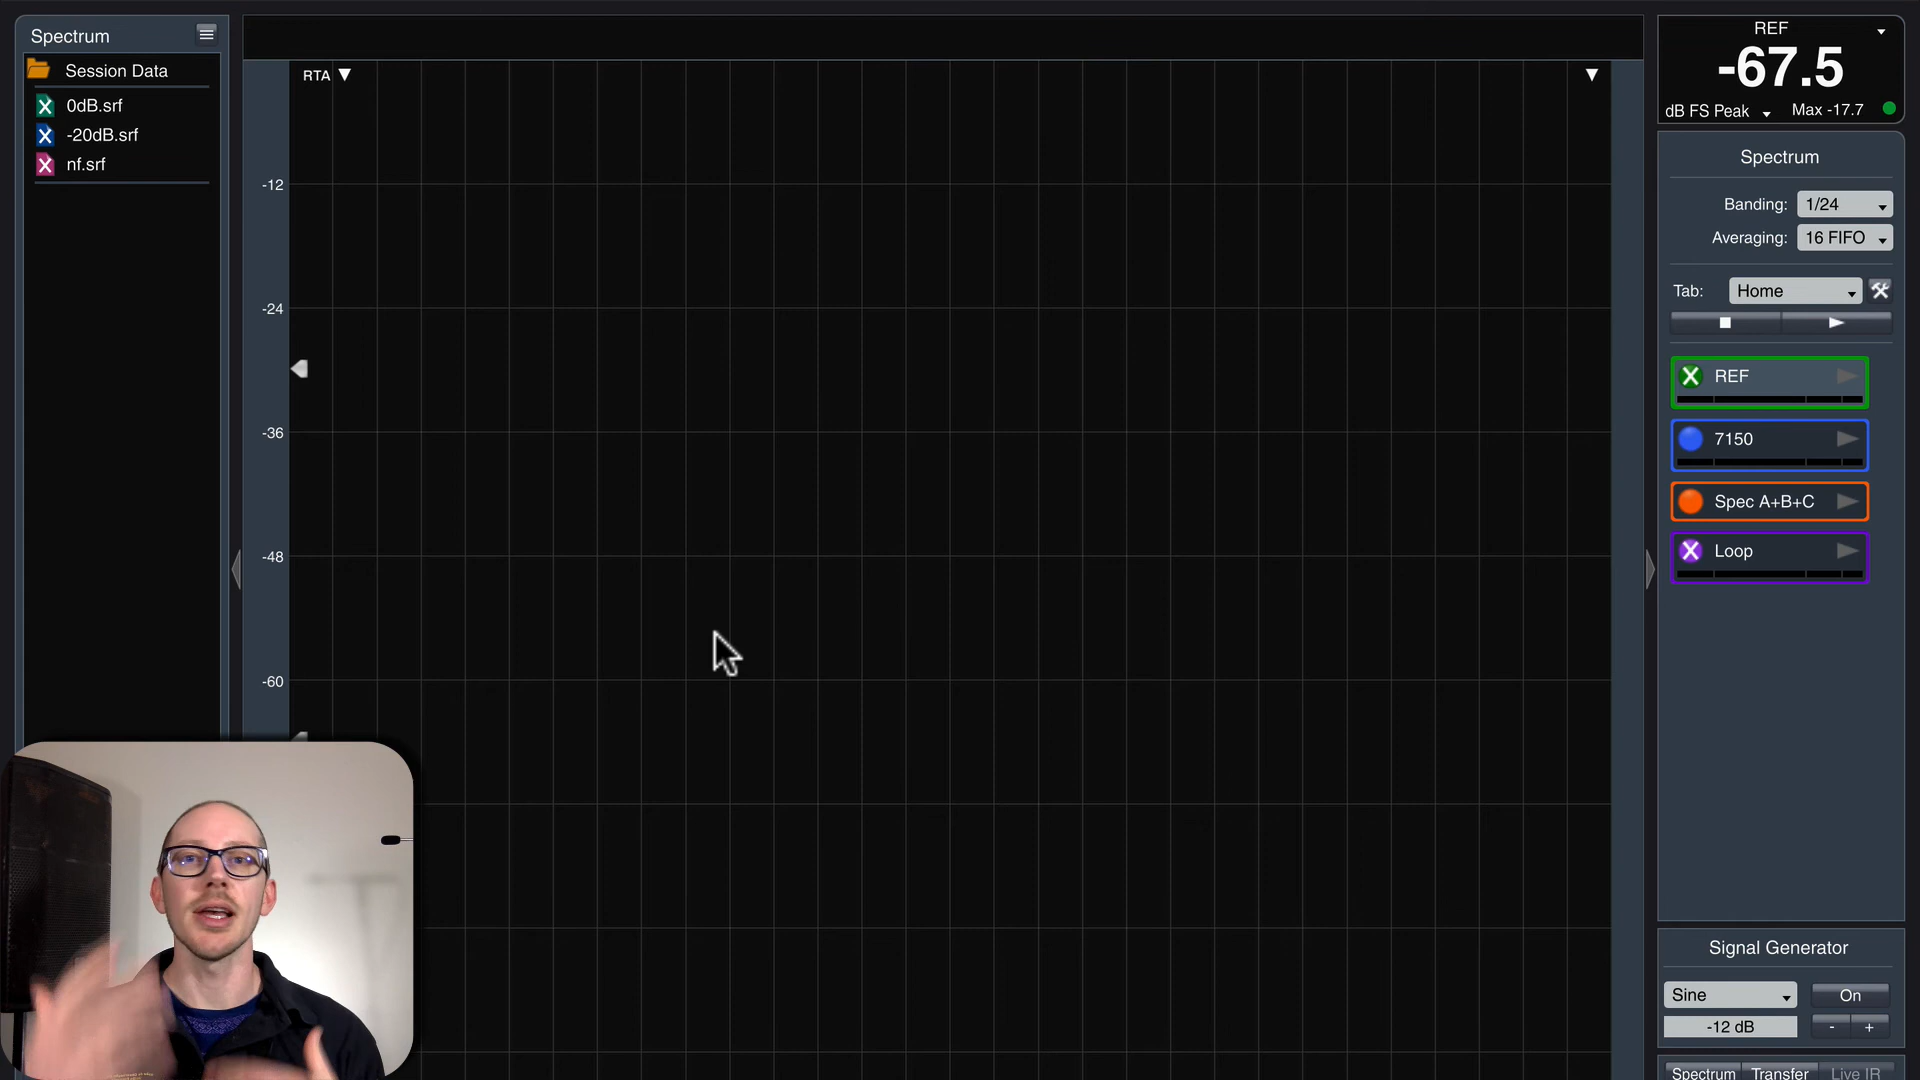 Spectrum
Session Data
0dB.srf
-20dB.srf
nf.srf
RTA
-12
-24
-36
-48
-60
REF
-67.5
dB FS Peak
Max -17.7
Spectrum
Banding: 1/24
Averaging: 16 FIFO
Tab: Home
REF
7150
Spec A+B+C
Loop
Signal Generator
Sine
On
-12 dB
- +
Spectrum Transfer Live IR